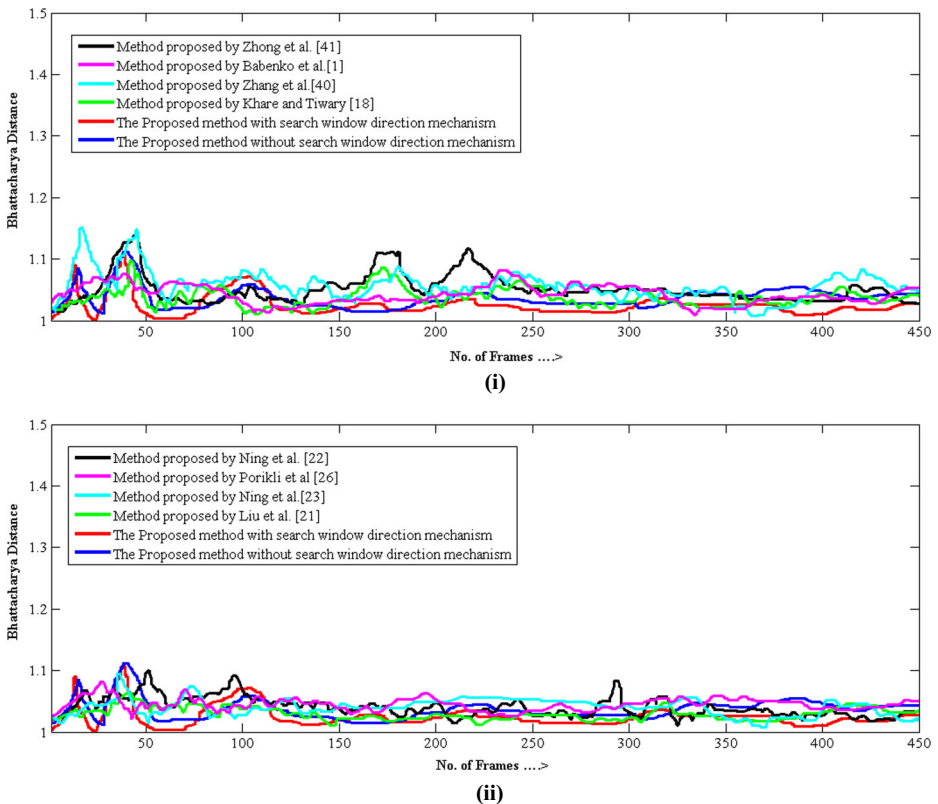 1.5
1.4
1.3
1.2
1.1
1
Bhattacharya Distance
Method proposed by Zhong et al. [41]
Method proposed by Babenko et al.[1]
Method proposed by Zhang et al.[40]
Method proposed by Khare and Tiwary [18]
The Proposed method with search window direction mechanism
The Proposed method without search window direction mechanism
50 100 150 200 250 300 350 400 450
No. of Frames ....>
(i)
1.5
1.4
1.3
1.2
1.1
1
Bhattacharya Distance
Method proposed by Ning et al. [22]
Method proposed by Porikli et al [26]
Method proposed by Ning et al.[23]
Method proposed by Liu et al. [21]
The Proposed method with search window direction mechanism
The Proposed method without search window direction mechanism
50 100 150 200 250 300 350 400 450
No. of Frames ....>
(ii)